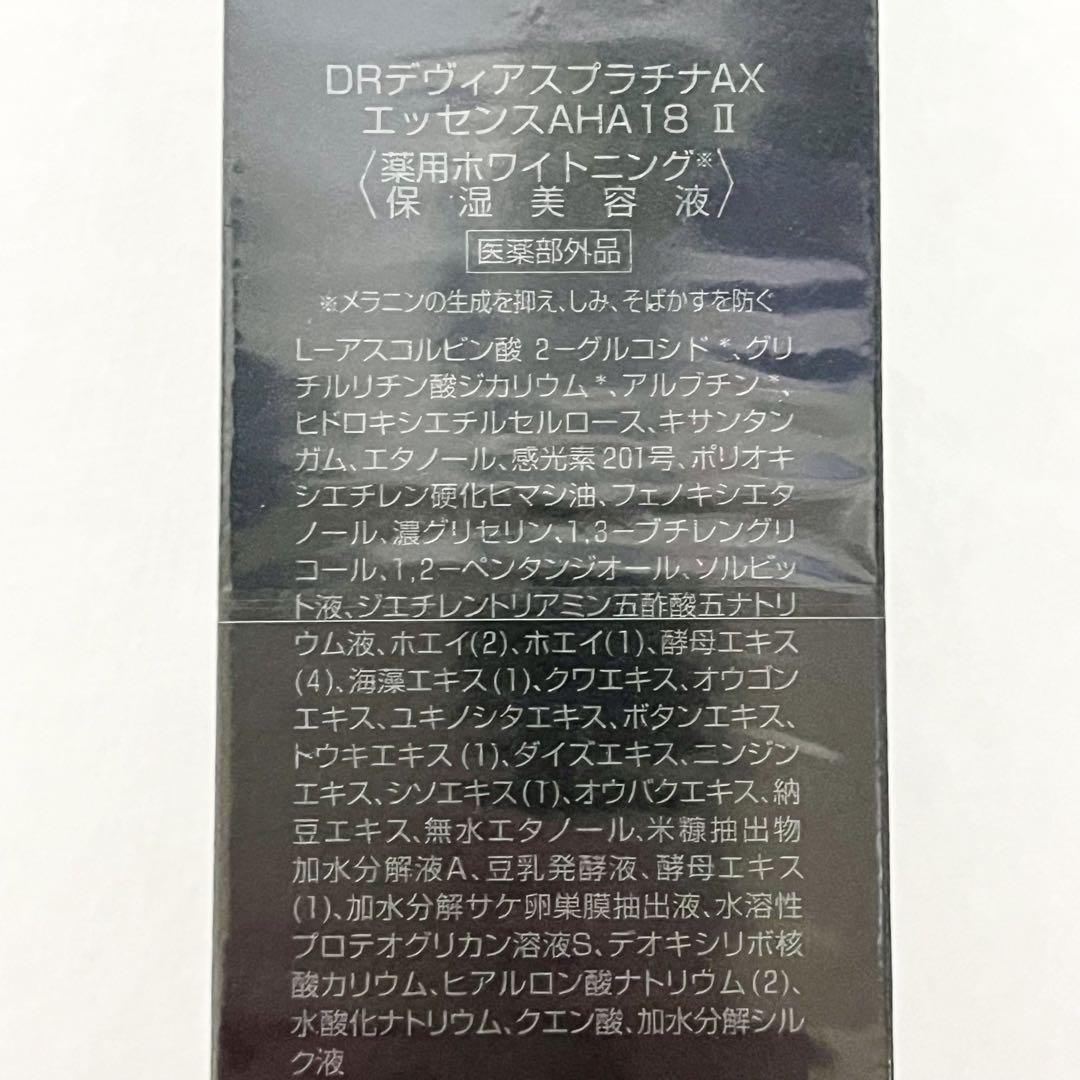 DRデヴィアスプラチナAX
エッセンスAHA18 Ⅱ
〈薬用ホワイトニング※
保湿美容液〉
医薬部外品
※メラニンの生成を抑え、しみ、そばかすを防ぐ
L-アスコルビン酸 2-グルコシド*、グリ
チルリチン酸ジカリウム*、アルブチン*、
ヒドロキシエチルセルロース、キサンタン
ガム、エタノール、感光素201号、ポリオキ
シエチレン硬化ヒマシ油、フェノキシエタ
ノール、濃グリセリン、1,3-ブチレングリ
コール、1,2-ペンタンジオール、ソルビッ
ト液、ジエチレントリアミン五酢酸五ナトリ
ウム液、ホエイ(2)、ホエイ(1)、酵母エキス
(4)、海藻エキス(1)、クワエキス、オウゴン
エキス、ユキノシタエキス、ボタンエキス、
トウキエキス(1)、ダイズエキス、ニンジン
エキス、シソエキス(1)、オウバクエキス、納
豆エキス、無水エタノール、米糠抽出物
加水分解液A、豆乳発酵液、酵母エキス
(1)、加水分解サケ卵巣膜抽出液、水溶性
プロテオグリカン溶液S、デオキシリボ核
酸カリウム、ヒアルロン酸ナトリウム(2)、
水酸化ナトリウム、クエン酸、加水分解シル
ク液